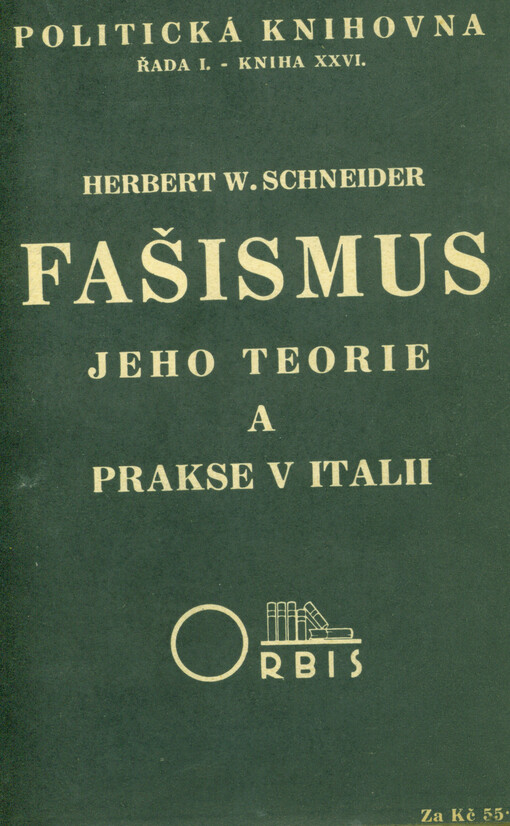 POLITICKÁ KNIHOVNA
ŘADA I. - KNIHA XXVI.
HERBERT W. SCHNEIDER
FAŠISMUS
JEHO TEORIE
A
PRAKSE V ITALII
ORBIS
Za Kč 55·